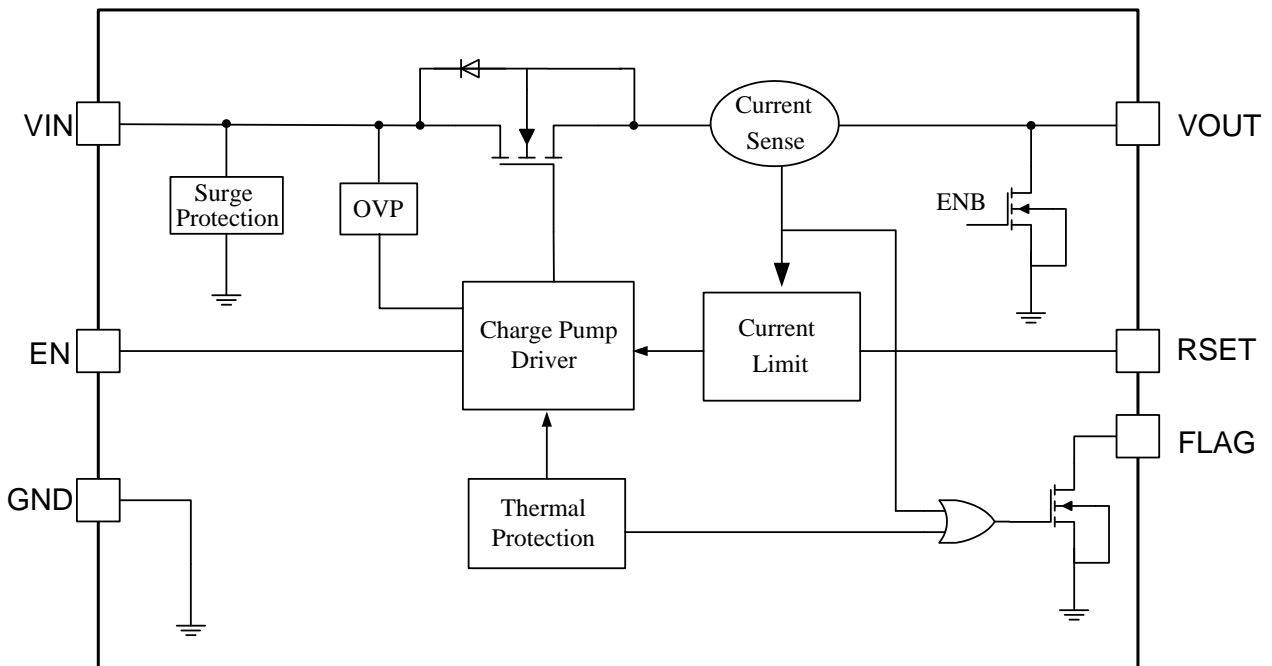 VIN
Current
Sense
VOUT
Surge
Protection
OVP
ENB
EN
Charge Pump
Driver
Current
Limit
RSET
FLAG
GND
Thermal
Protection